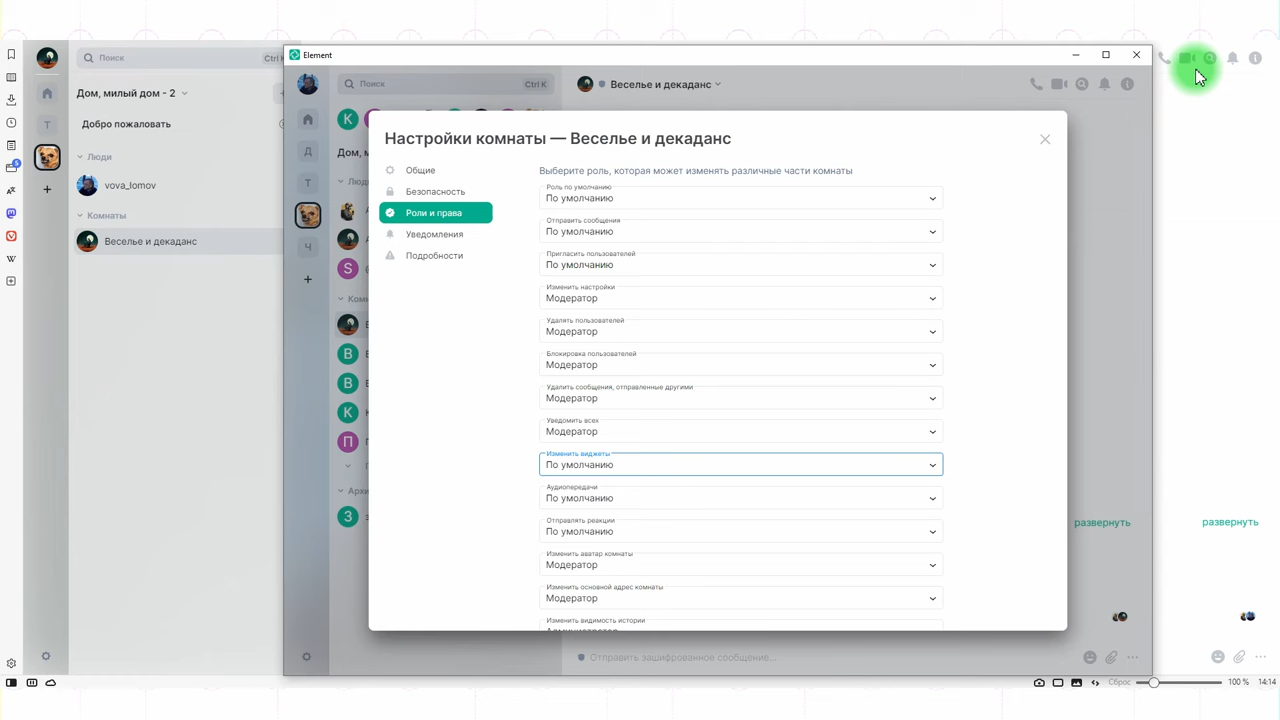 Поиск
Ctrl K
Дом, милый дом - 2
Добро пожаловать
Люди
vova_lomov
Комнаты
Веселье и декаданс
Element
Поиск
Ctrl K
Веселье и декаданс
Настройки комнаты — Веселье и декаданс
Общие
Безопасность
Роли и права
Уведомления
Подробности
Выберите роль, которая может изменять различные части комнаты
Роль по умолчанию
По умолчанию
Отправить сообщения
По умолчанию
Пригласить пользователей
По умолчанию
Изменить настройки
Модератор
Удалять пользователей
Модератор
Блокировка пользователей
Модератор
Удалить сообщения, отправленные другими
Модератор
Уведомить всех
Модератор
Изменить виджеты
По умолчанию
Аудиопередачи
По умолчанию
Отправлять реакции
По умолчанию
Изменить аватар комнаты
Модератор
Изменить основной адрес комнаты
Модератор
Изменить видимость истории
Администратор
развернуть
развернуть
Отправить зашифрованное сообщение…
Сброс
100 %
14:14